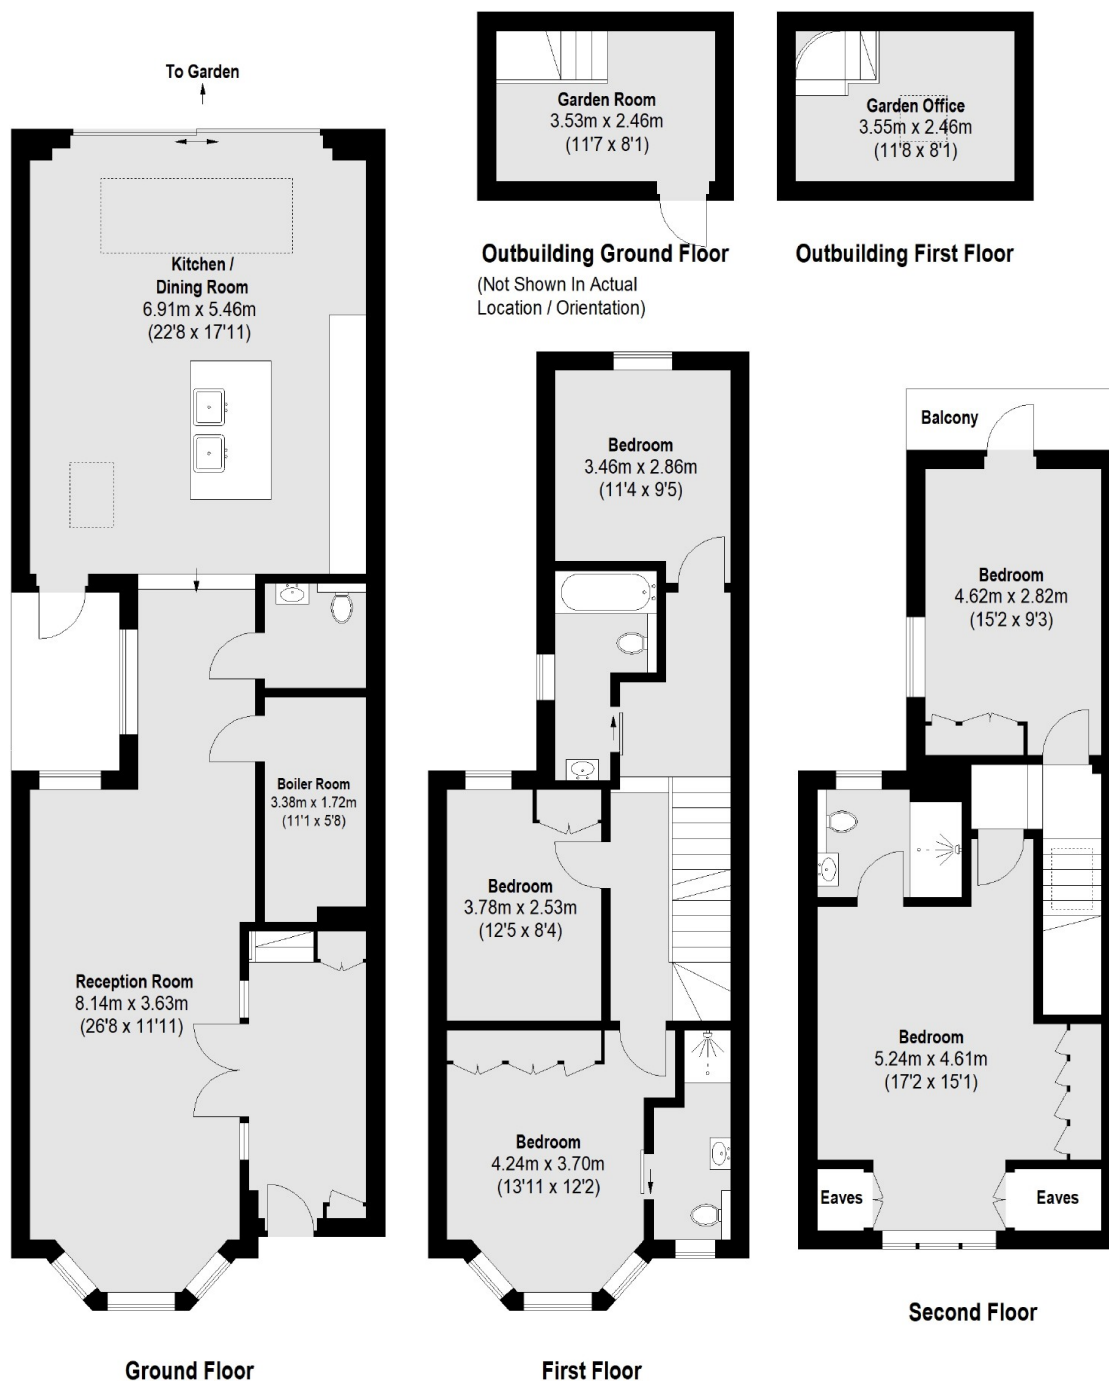 To Garden
Kitchen /
Dining Room
6.91m x 5.46m
(22'8 x 17'11)
Boiler Room
3.38m x 1.72m
(11'1 x 5'8)
Reception Room
8.14m x 3.63m
(26'8 x 11'11)
Ground Floor
Garden Room
3.53m x 2.46m
(11'7 x 8'1)
Outbuilding Ground Floor
(Not Shown In Actual
Location / Orientation)
Garden Office
3.55m x 2.46m
(11'8 x 8'1)
Outbuilding First Floor
Bedroom
3.46m x 2.86m
(11'4 x 9'5)
Bedroom
3.78m x 2.53m
(12'5 x 8'4)
Bedroom
4.24m x 3.70m
(13'11 x 12'2)
First Floor
Balcony
Bedroom
4.62m x 2.82m
(15'2 x 9'3)
Bedroom
5.24m x 4.61m
(17'2 x 15'1)
Eaves
Eaves
Second Floor